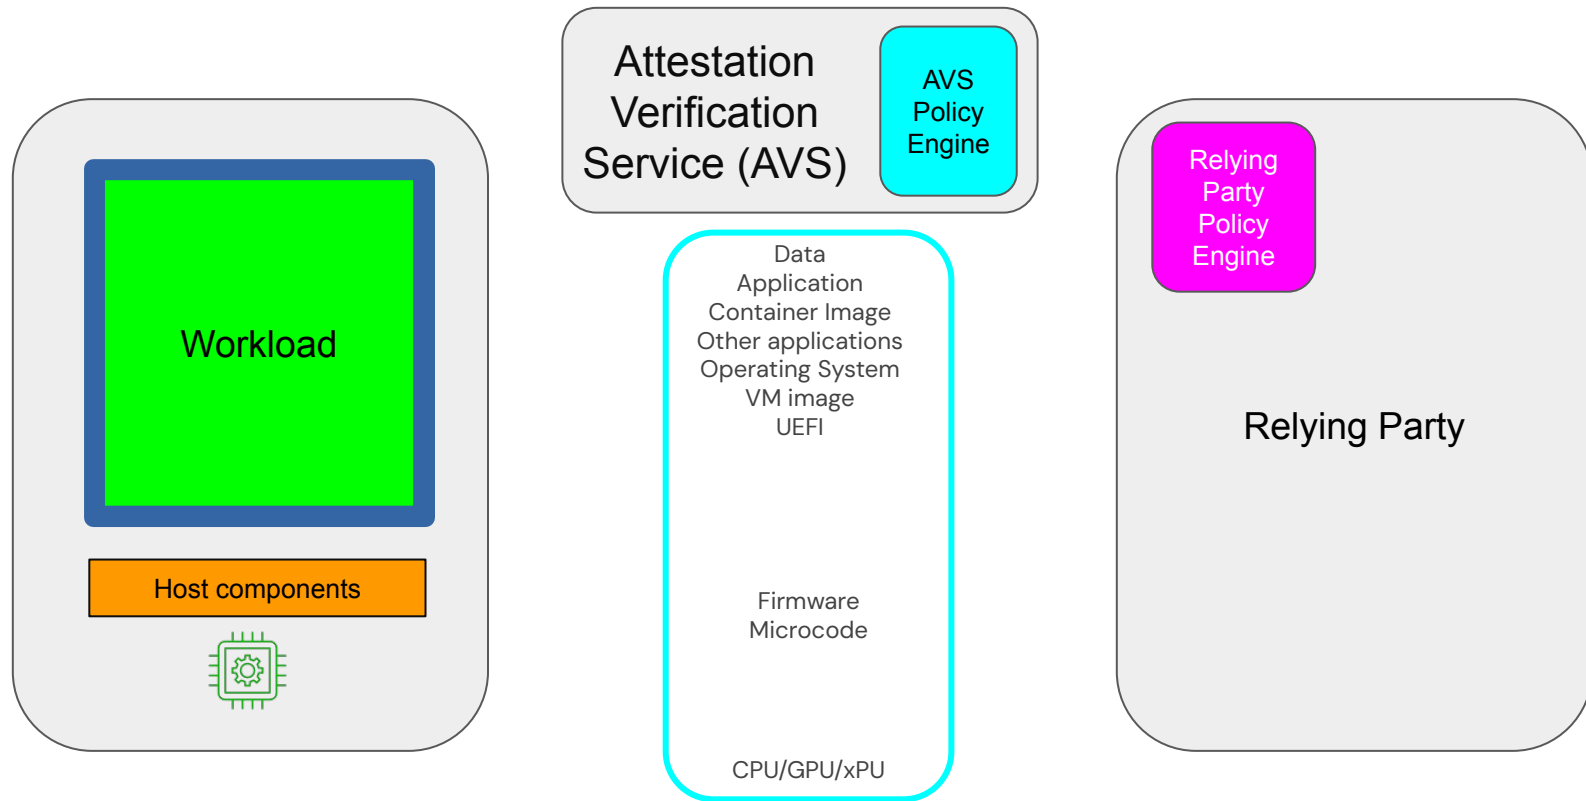 Attestation
Verification
Service (AVS)
AVS
Policy
Engine
Workload
Host components
Data
Application
Container Image
Other applications
Operating System
VM image
UEFI
Firmware
Microcode
CPU/GPU/xPU
Relying
Party
Policy
Engine
Relying Party